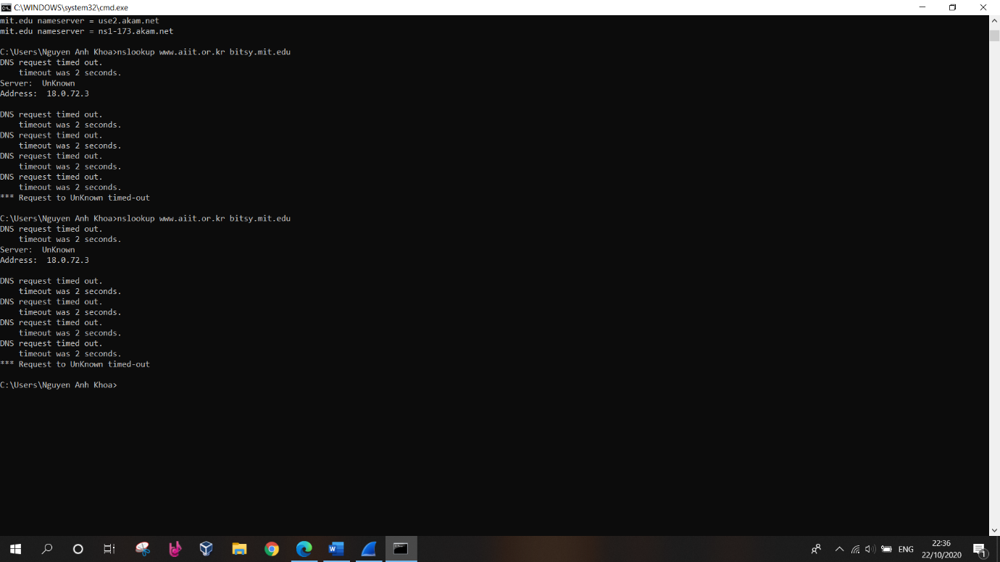 C:\WINDOWS\system32\cmd.exe
mit.edu nameserver = use2.akam.net
mit.edu nameserver = ns1-173.akam.net
C:\Users\Nguyen Anh Khoa>nslookup www.aiit.or.kr bitsy.mit.edu
DNS request timed out.
    timeout was 2 seconds.
Server:  UnKnown
Address:  18.0.72.3
DNS request timed out.
    timeout was 2 seconds.
DNS request timed out.
    timeout was 2 seconds.
DNS request timed out.
    timeout was 2 seconds.
DNS request timed out.
    timeout was 2 seconds.
*** Request to UnKnown timed-out
C:\Users\Nguyen Anh Khoa>nslookup www.aiit.or.kr bitsy.mit.edu
DNS request timed out.
    timeout was 2 seconds.
Server:  UnKnown
Address:  18.0.72.3
DNS request timed out.
    timeout was 2 seconds.
DNS request timed out.
    timeout was 2 seconds.
DNS request timed out.
    timeout was 2 seconds.
DNS request timed out.
    timeout was 2 seconds.
*** Request to UnKnown timed-out
C:\Users\Nguyen Anh Khoa>
ENG
22:36
22/10/2020
1